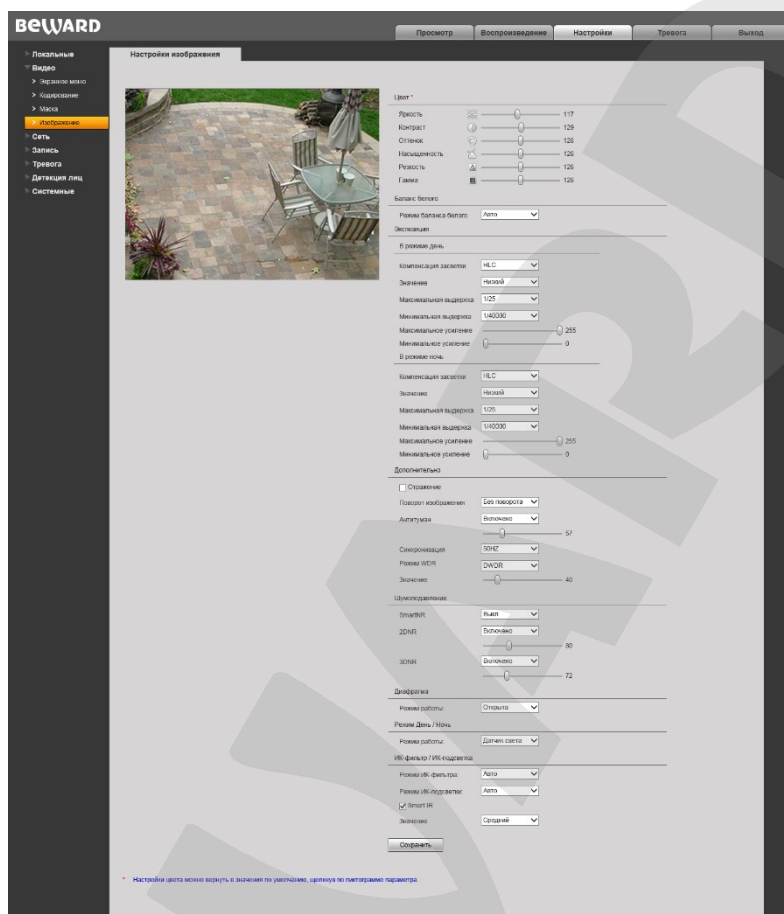 BEWARD
Просмотр Воспроизведение Настройки Тревога Выход
Локальные
Видео
Экранное меню
Кодирование
Маска
Изображение
Сеть
Запись
Тревога
Детекция лиц
Системные
Настройки изображения
Цвет *
Яркость 117
Контраст 129
Оттенок 126
Насыщенность 126
Резкость 126
Гамма 126
Баланс белого
Режим баланса белого Авто
Экспозиция
В режиме день
Компенсация засветки HLC
Значение Низкий
Максимальная выдержка 1/25
Минимальная выдержка 1/40000
Максимальное усиление 255
Минимальное усиление 0
В режиме ночь
Компенсация засветки HLC
Значение Низкий
Максимальная выдержка 1/25
Минимальная выдержка 1/40000
Максимальное усиление 255
Минимальное усиление 0
Дополнительно
Отражение
Поворот изображения Без поворота
Антитуман Включено
57
Синхронизация 50HZ
Режим WDR DWDR
Значение 40
Шумоподавление
SmartNR Выкл
2DNR Включено
80
3DNR Включено
72
Диафрагма
Режим работы: Открыта
Режим День / Ночь
Режим работы: Датчик света
ИК-фильтр / ИК-подсветка
Режим ИК-фильтра: Авто
Режим ИК-подсветки: Авто
Smart IR
Значение Средний
Сохранить
* Настройки цвета можно вернуть в значения по умолчанию, щелкнув по пиктограмме параметра